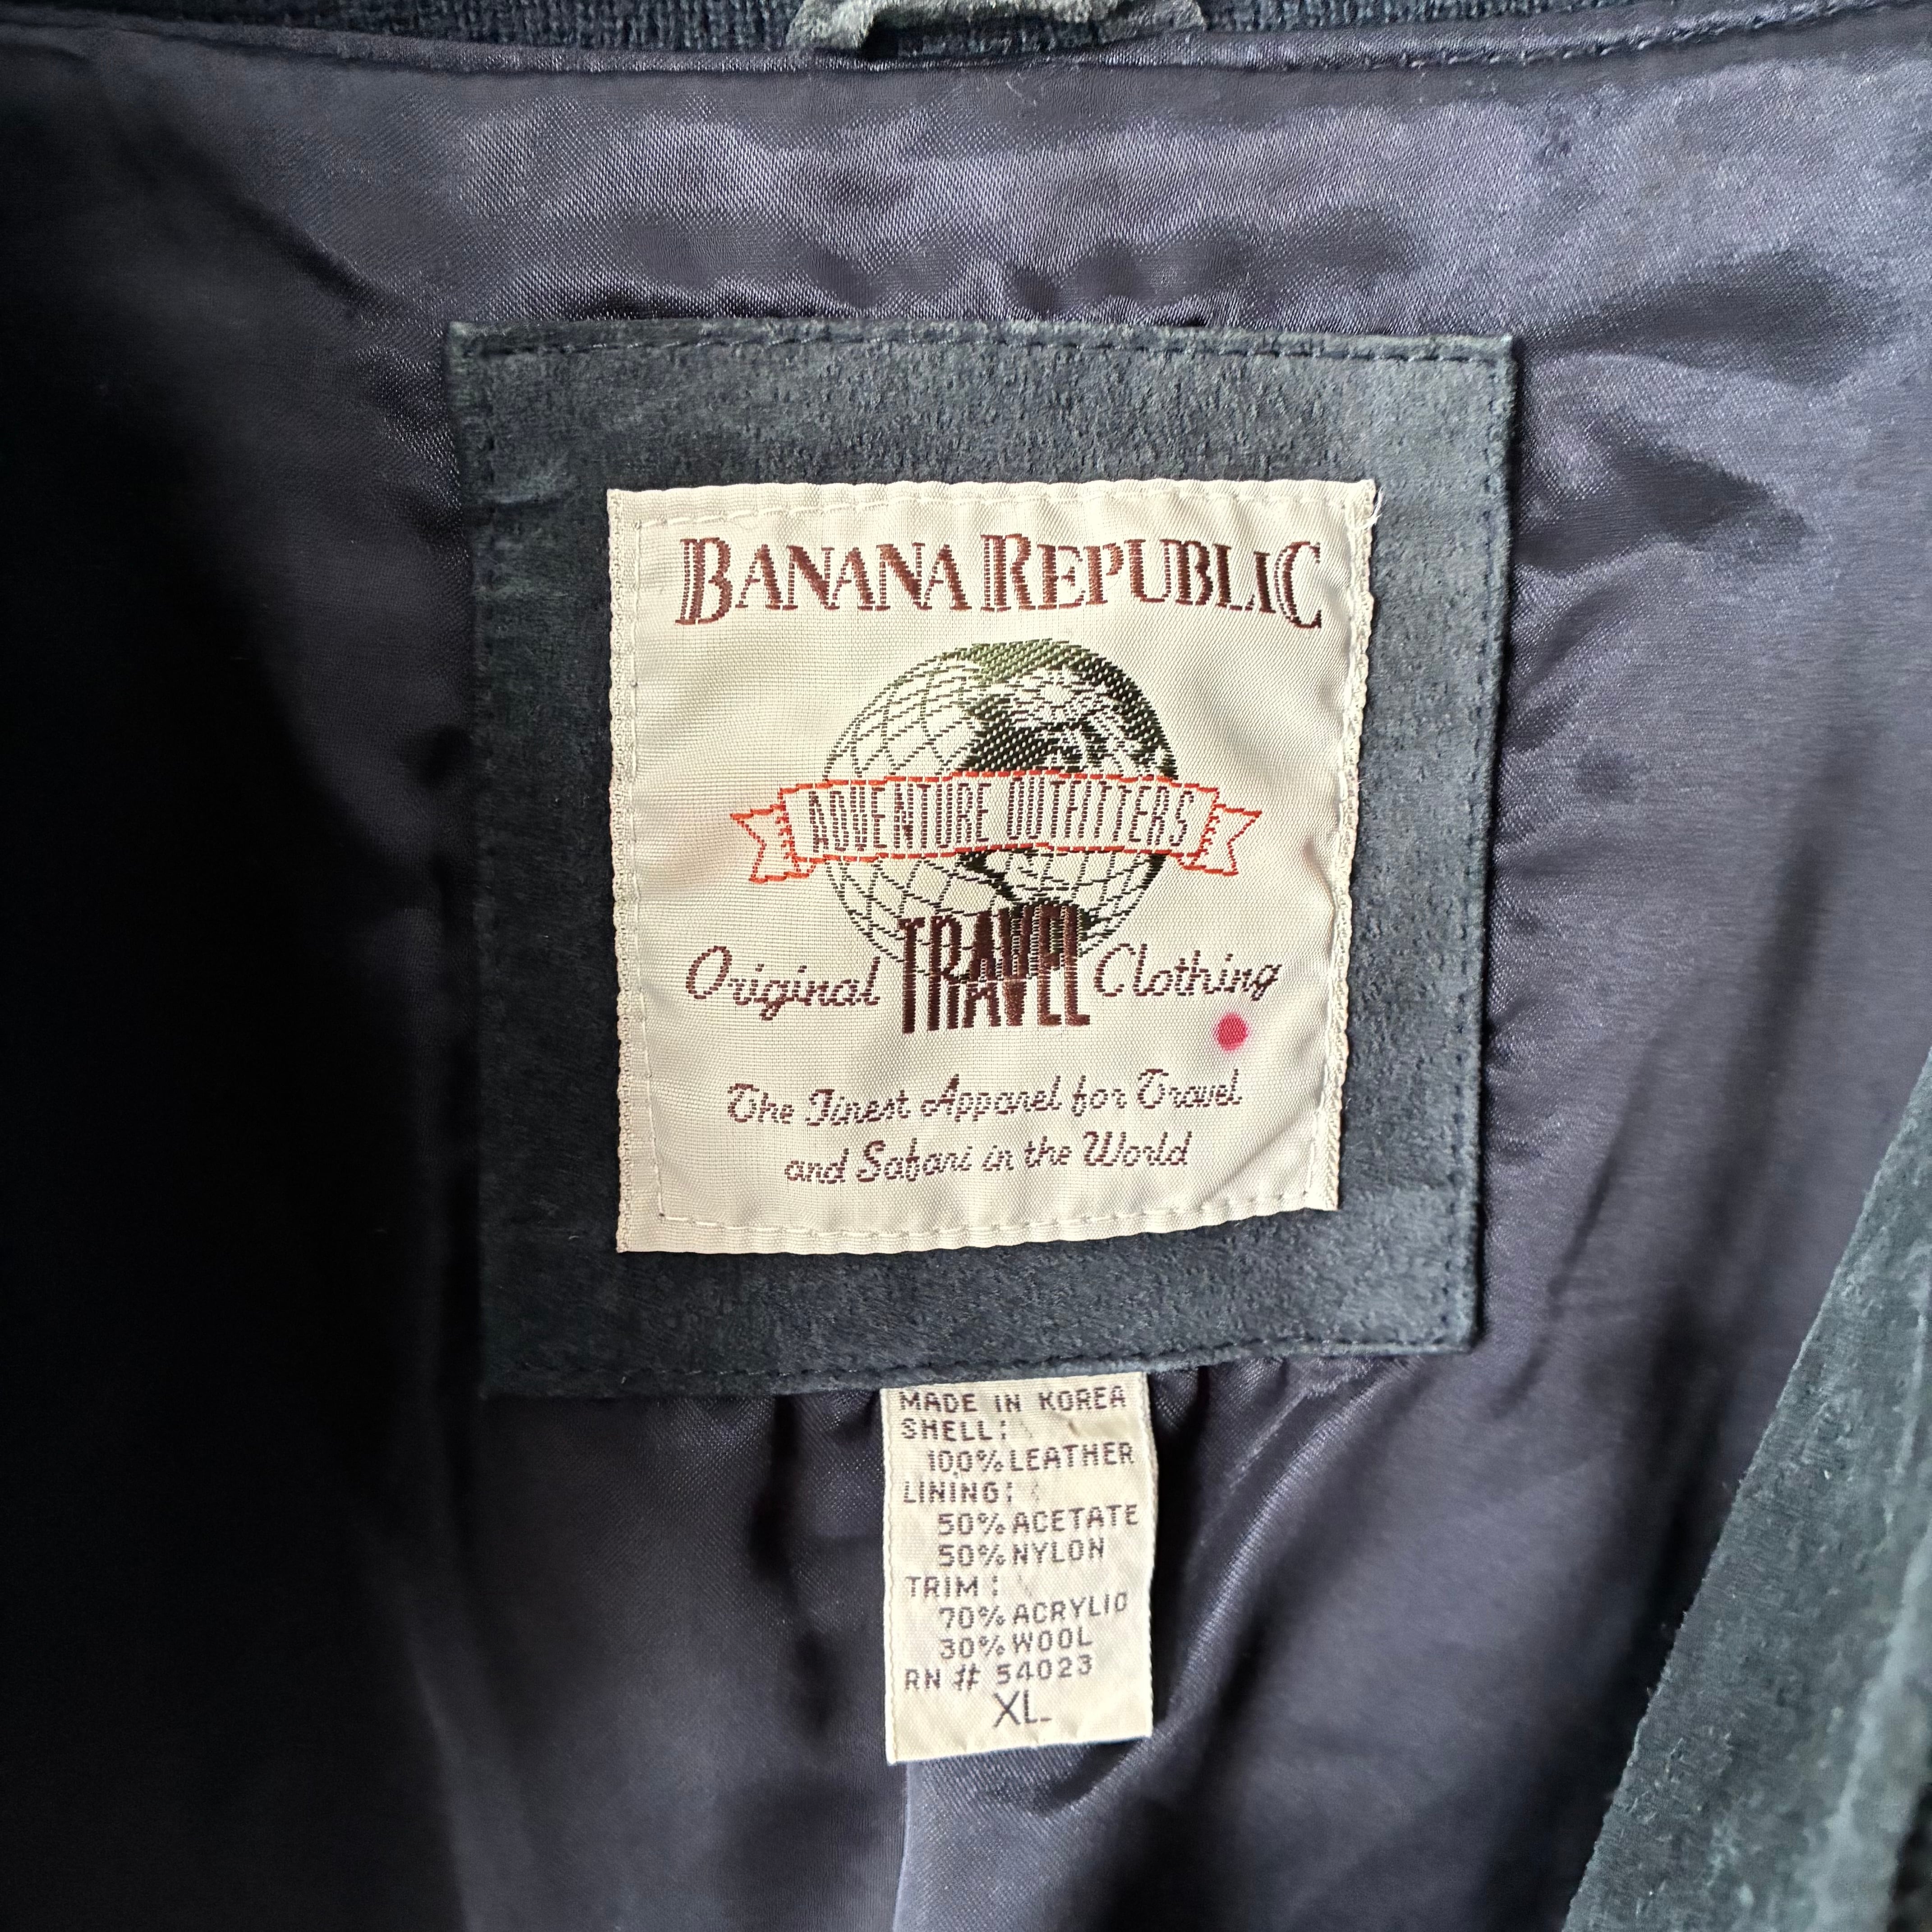 BANANA REPUBLIC
ADVENTURE OUTFITTERS
Original TRAVEL Clothing
The Finest Apparel for Travel
and Safari in the World
MADE IN KOREA
SHELL:
100% LEATHER
LINING:
50% ACETATE
50% NYLON
TRIM:
70% ACRYLIC
30% WOOL
RN # 54023
XL